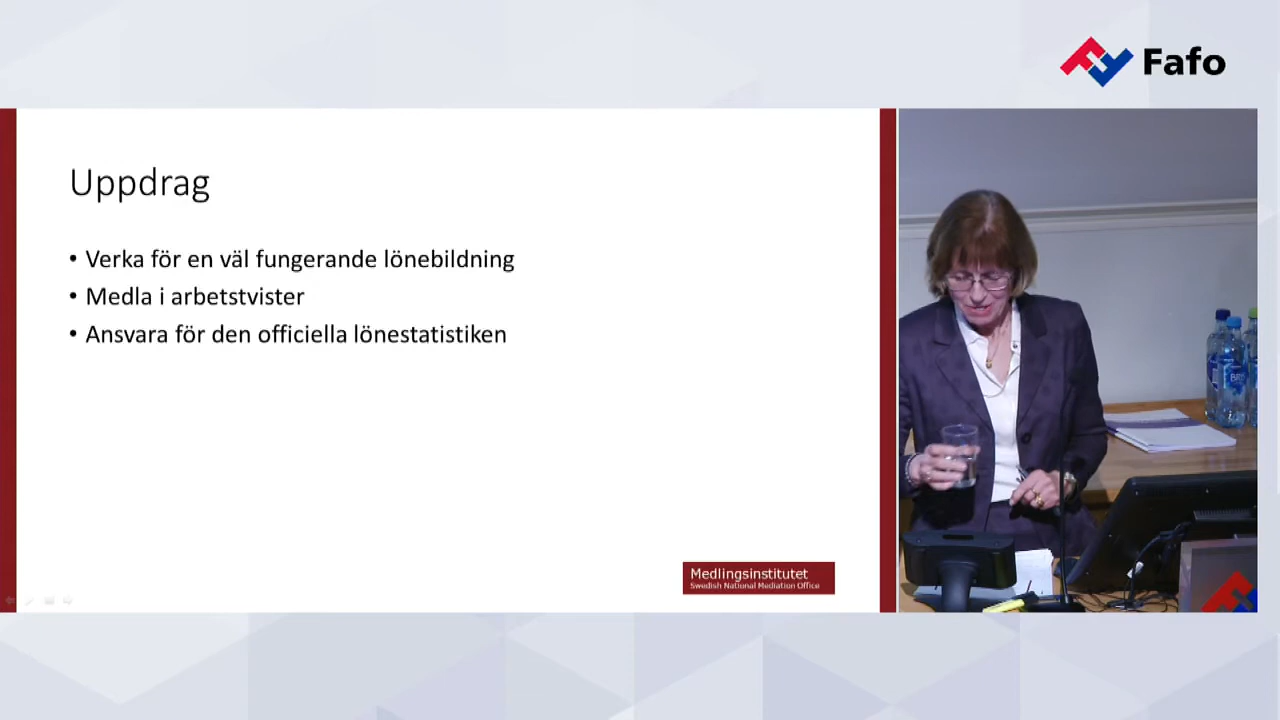 Fafo
Uppdrag
• Verka för en väl fungerande lönebildning
• Medla i arbetstvister
• Ansvara för den officiella lönestatistiken
Medlingsinstitutet
Swedish National Mediation Office